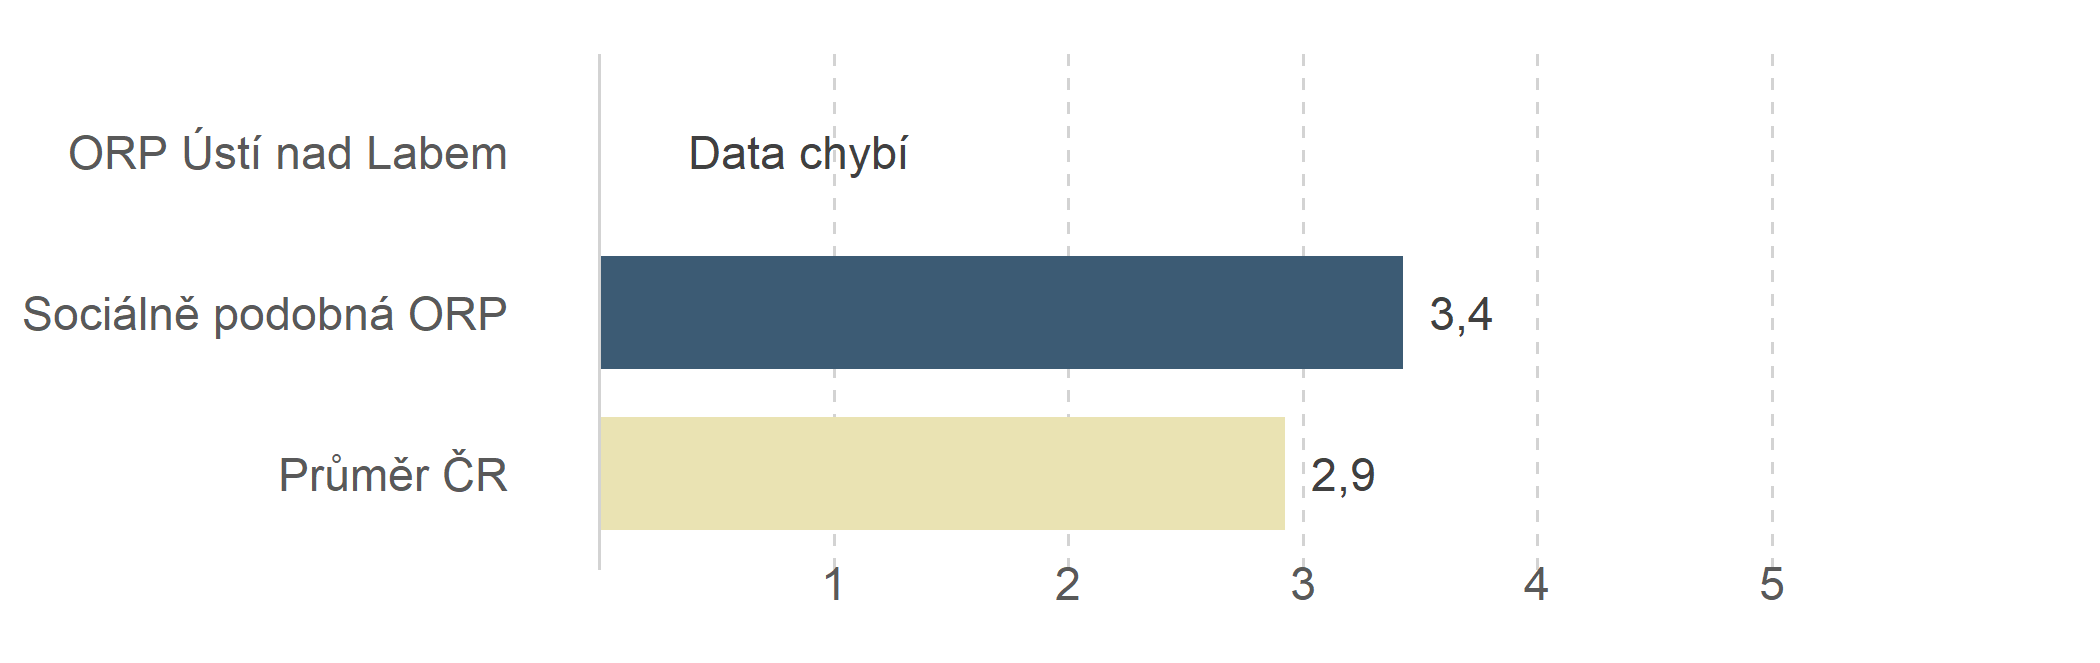 ORP Ústí nad Labem Data chybí
Sociálně podobná ORP 3,4
Průměr ČR 2,9
1 2 3 4 5